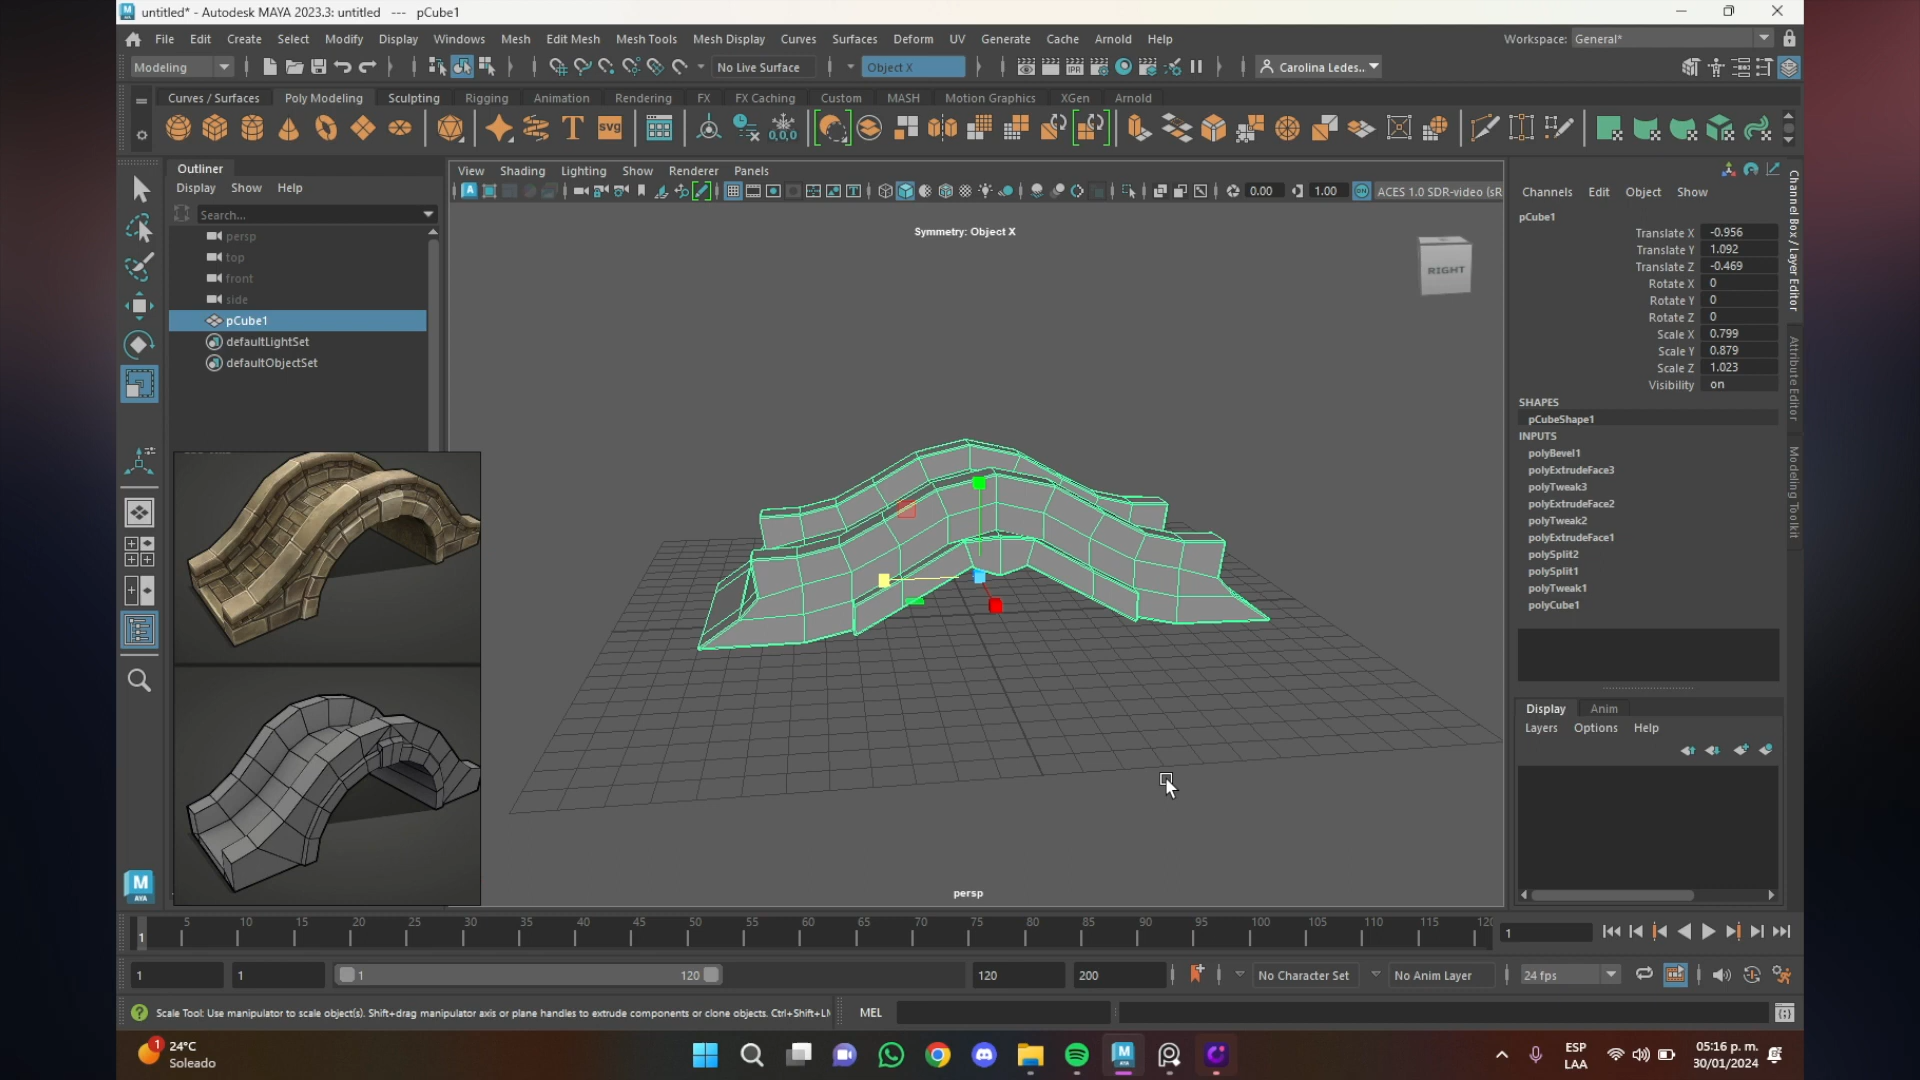 untitled* - Autodesk MAYA 2023.3: untitled --- pCube1
File Edit Create Select Modify Display Windows Mesh Edit Mesh Mesh Tools Mesh Display Curves Surfaces Deform UV Generate Cache Arnold Help
Workspace: General*
Modeling
No Live Surface
Object X
IPR
Carolina Ledes..
Curves / Surfaces Poly Modeling Sculpting Rigging Animation Rendering FX FX Caching Custom MASH Motion Graphics XGen Arnold
T SVG 0,0,0
Outliner
Display Show Help
Search...
persp
top
front
side
pCube1
defaultLightSet
defaultObjectSet
View Shading Lighting Show Renderer Panels
0.00 1.00 ON ACES 1.0 SDR-video (sR
Symmetry: Object X
RIGHT
persp
Channels Edit Object Show
pCube1
Translate X -0.956
Translate Y 1.092
Translate Z -0.469
Rotate X 0
Rotate Y 0
Rotate Z 0
Scale X 0.799
Scale Y 0.879
Scale Z 1.023
Visibility on
SHAPES
pCubeShape1
INPUTS
polyBevel1
polyExtrudeFace3
polyTweak3
polyExtrudeFace2
polyTweak2
polyExtrudeFace1
polySplit2
polySplit1
polyTweak1
polyCube1
Display Anim
Layers Options Help
Channel Box / Layer Editor
Attribute Editor
Modeling Toolkit
M
AYA
5 10 15 20 25 30 35 40 45 50 55 60 65 70 75 80 85 90 95 100 105 110 115 120
1
1
1 1 1 120 120 200 No Character Set No Anim Layer 24 fps
Scale Tool: Use manipulator to scale object(s). Shift+drag manipulator axis or plane handles to extrude components or clone objects. Ctrl+Shift+L
MEL
1
24°C
Soleado
ESP
LAA
05:16 p. m.
30/01/2024